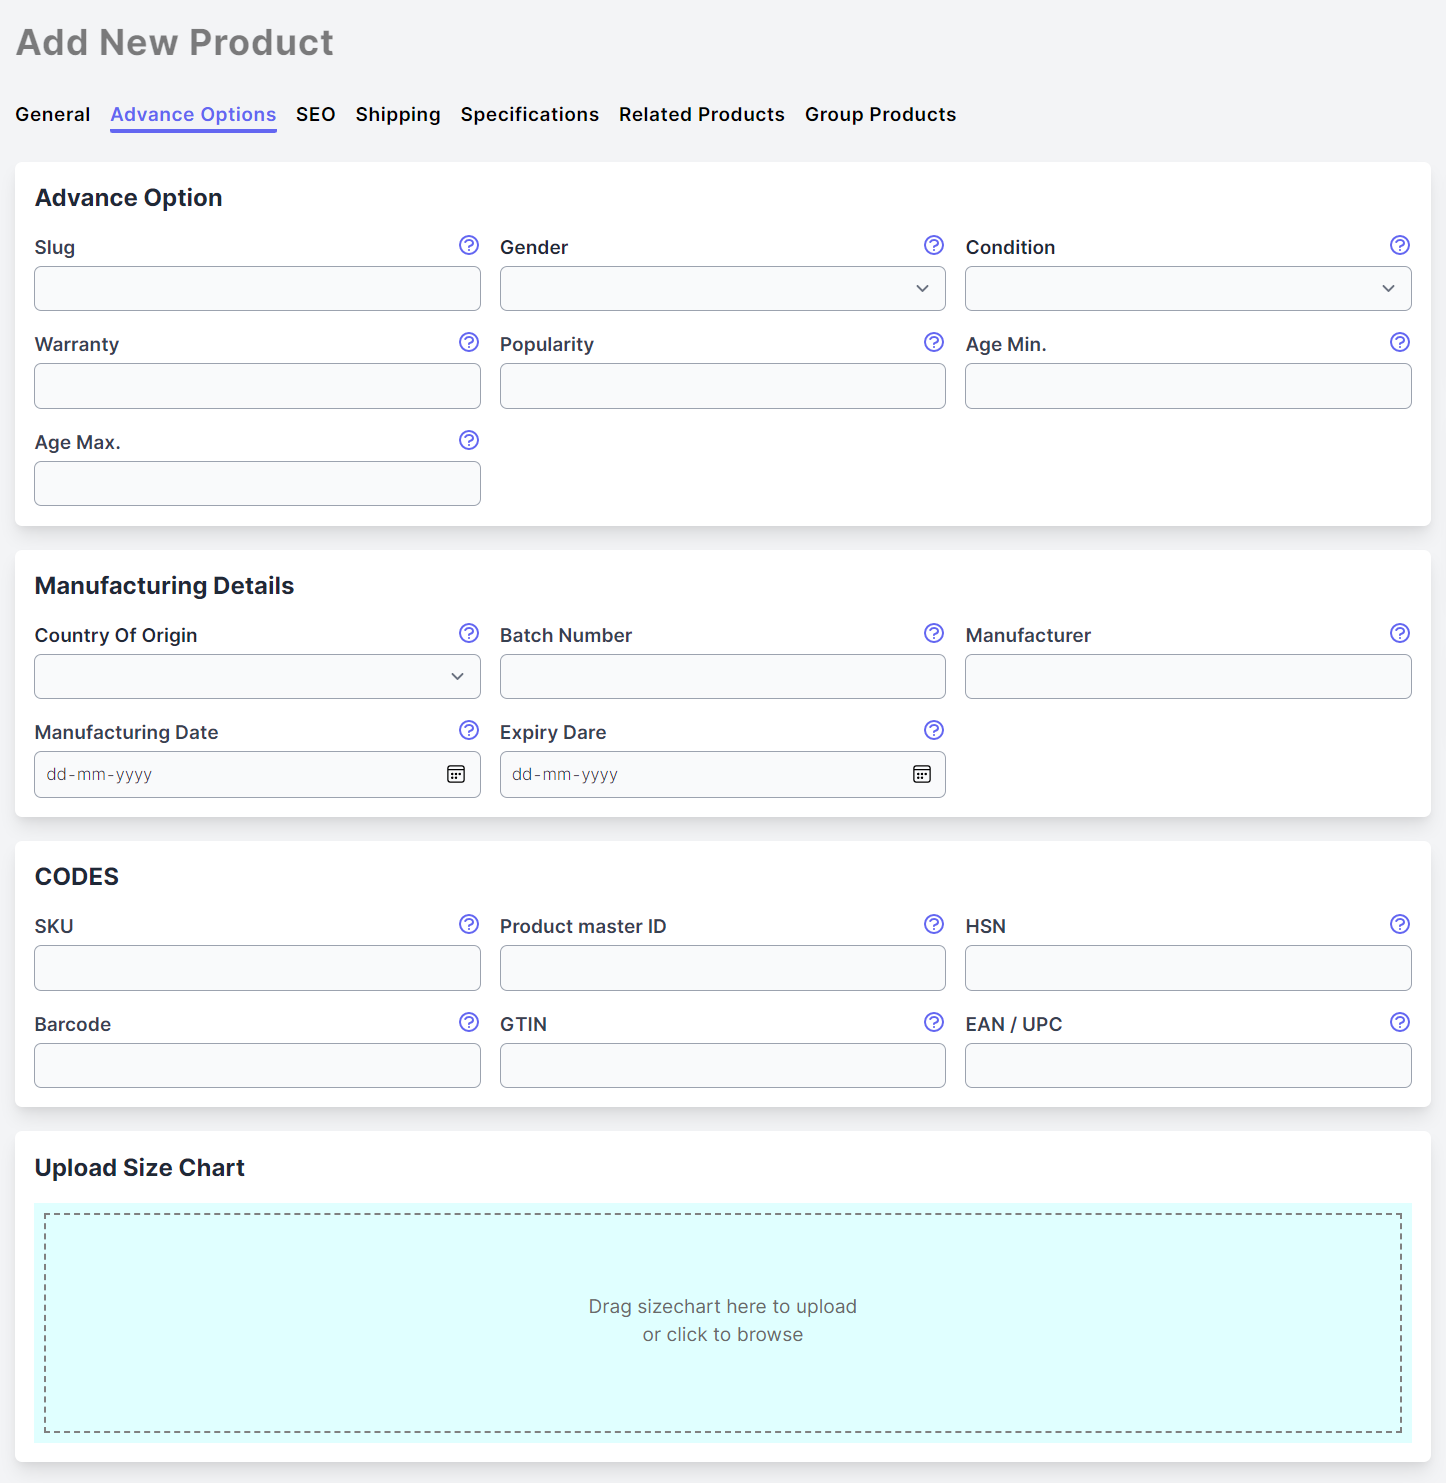 Add New Product
General Advance Options SEO Shipping Specifications Related Products Group Products
Advance Option
Slug Gender Condition
Warranty Popularity Age Min.
Age Max.
Manufacturing Details
Country Of Origin Batch Number Manufacturer
Manufacturing Date Expiry Dare
dd-mm-yyyy dd-mm-yyyy
CODES
SKU Product master ID HSN
Barcode GTIN EAN / UPC
Upload Size Chart
Drag sizechart here to upload
or click to browse